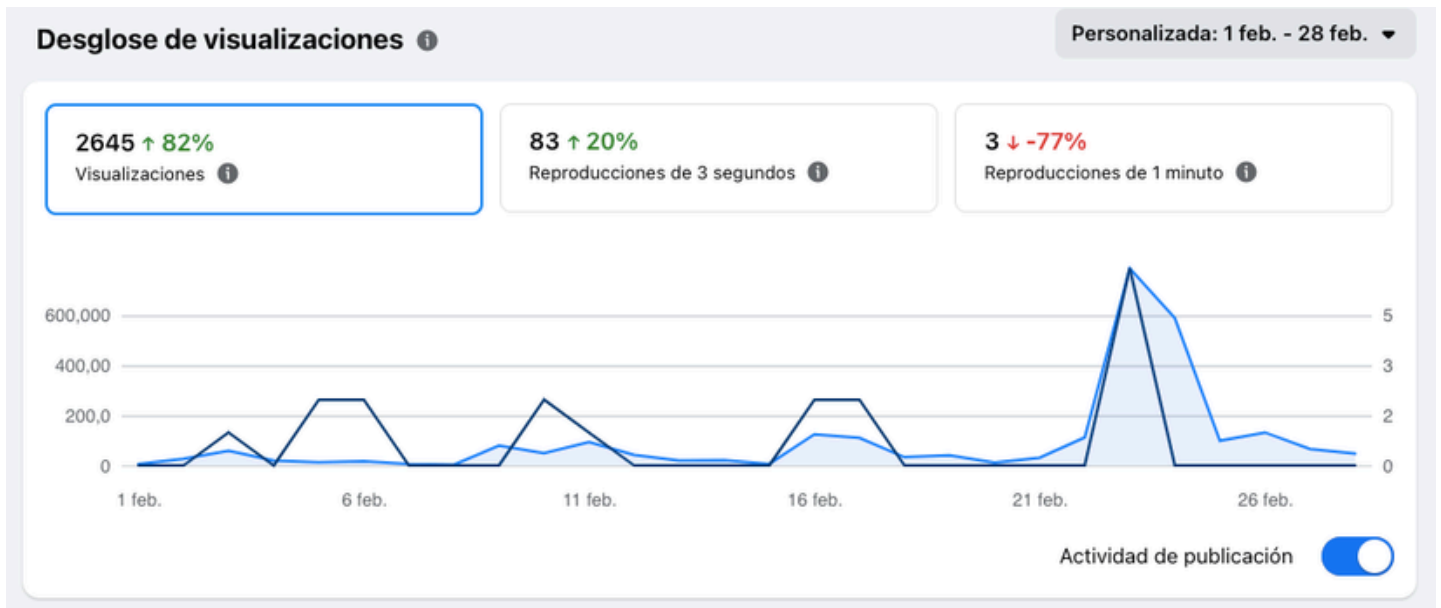 Desglose de visualizaciones
Personalizada: 1 feb. - 28 feb.
2645 ↑ 82%
Visualizaciones
83 ↑ 20%
Reproducciones de 3 segundos
3 ↓ -77%
Reproducciones de 1 minuto
600,000 5
400,00 3
200,0 2
0 0
1 feb. 6 feb. 11 feb. 16 feb. 21 feb. 26 feb.
Actividad de publicación